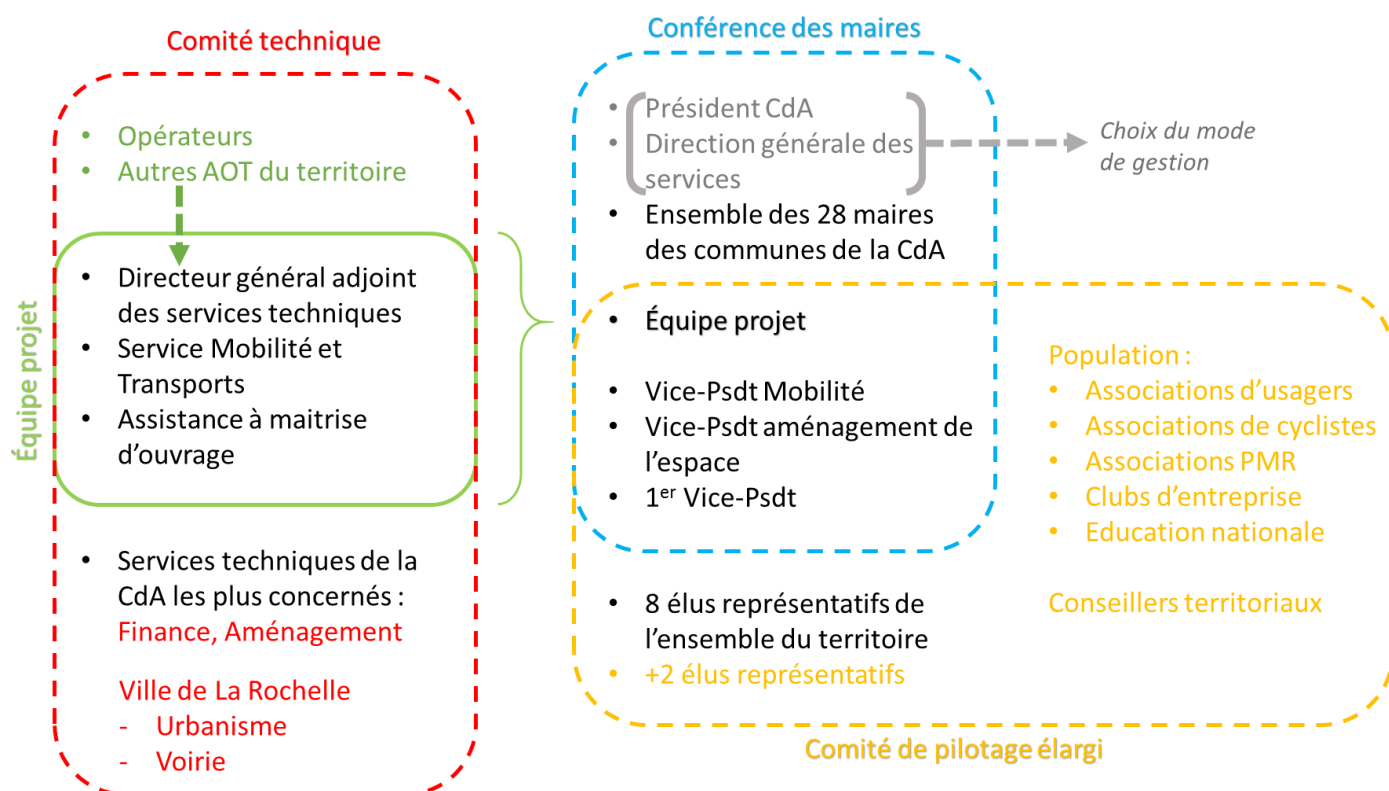 Comité technique
• Opérateurs
• Autres AOT du territoire
Équipe projet
• Directeur général adjoint
des services techniques
• Service Mobilité et
Transports
• Assistance à maitrise
d’ouvrage
• Services techniques de la
CdA les plus concernés :
Finance, Aménagement
Ville de La Rochelle
- Urbanisme
- Voirie
Conférence des maires
• Président CdA
• Direction générale des
services
Choix du mode
de gestion
• Ensemble des 28 maires
des communes de la CdA
• Équipe projet
• Vice-Psdt Mobilité
• Vice-Psdt aménagement de
l’espace
• 1er Vice-Psdt
• 8 élus représentatifs de
l’ensemble du territoire
• +2 élus représentatifs
Population :
• Associations d’usagers
• Associations de cyclistes
• Associations PMR
• Clubs d’entreprise
• Education nationale
Conseillers territoriaux
Comité de pilotage élargi